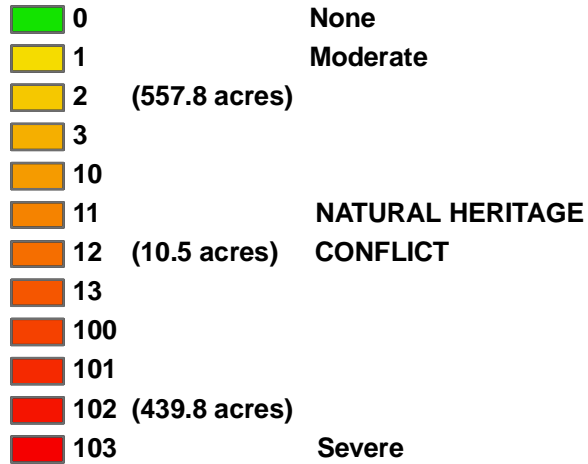 0 None
1 Moderate
2 (557.8 acres)
3
10
11 NATURAL HERITAGE
12 (10.5 acres) CONFLICT
13
100
101
102 (439.8 acres)
103 Severe